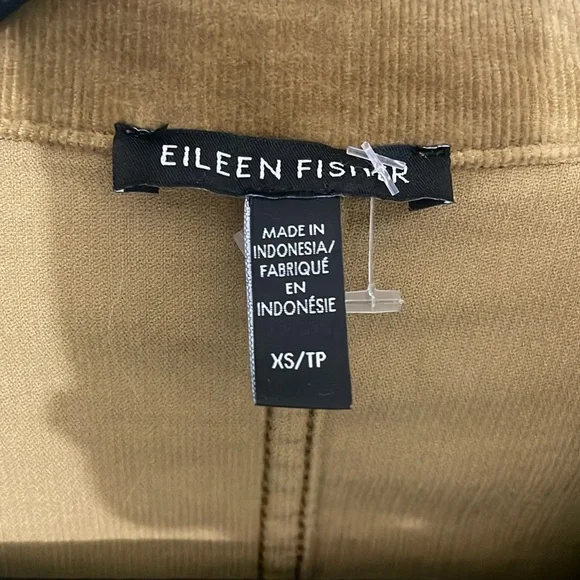 EILEEN FISHER
MADE IN
INDONESIA/
FABRIQUÉ
EN
INDONÉSIE
XS/TP